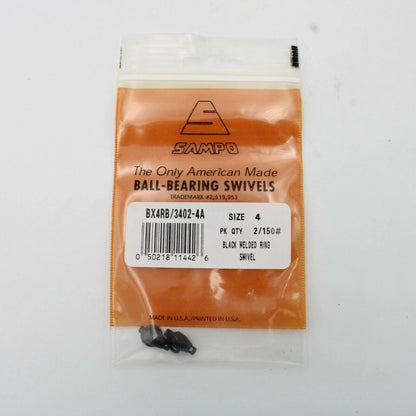 SAMPO
The Only American Made
BALL-BEARING SWIVELS
TRADEMARK #2,519,953
BX4RB/3402-4A
SIZE 4
PK QTY 2/150#
BLACK WELDED RING
SWIVEL
0 50218 11442 6
MADE IN U.S.A./PRINTED IN U.S.A.